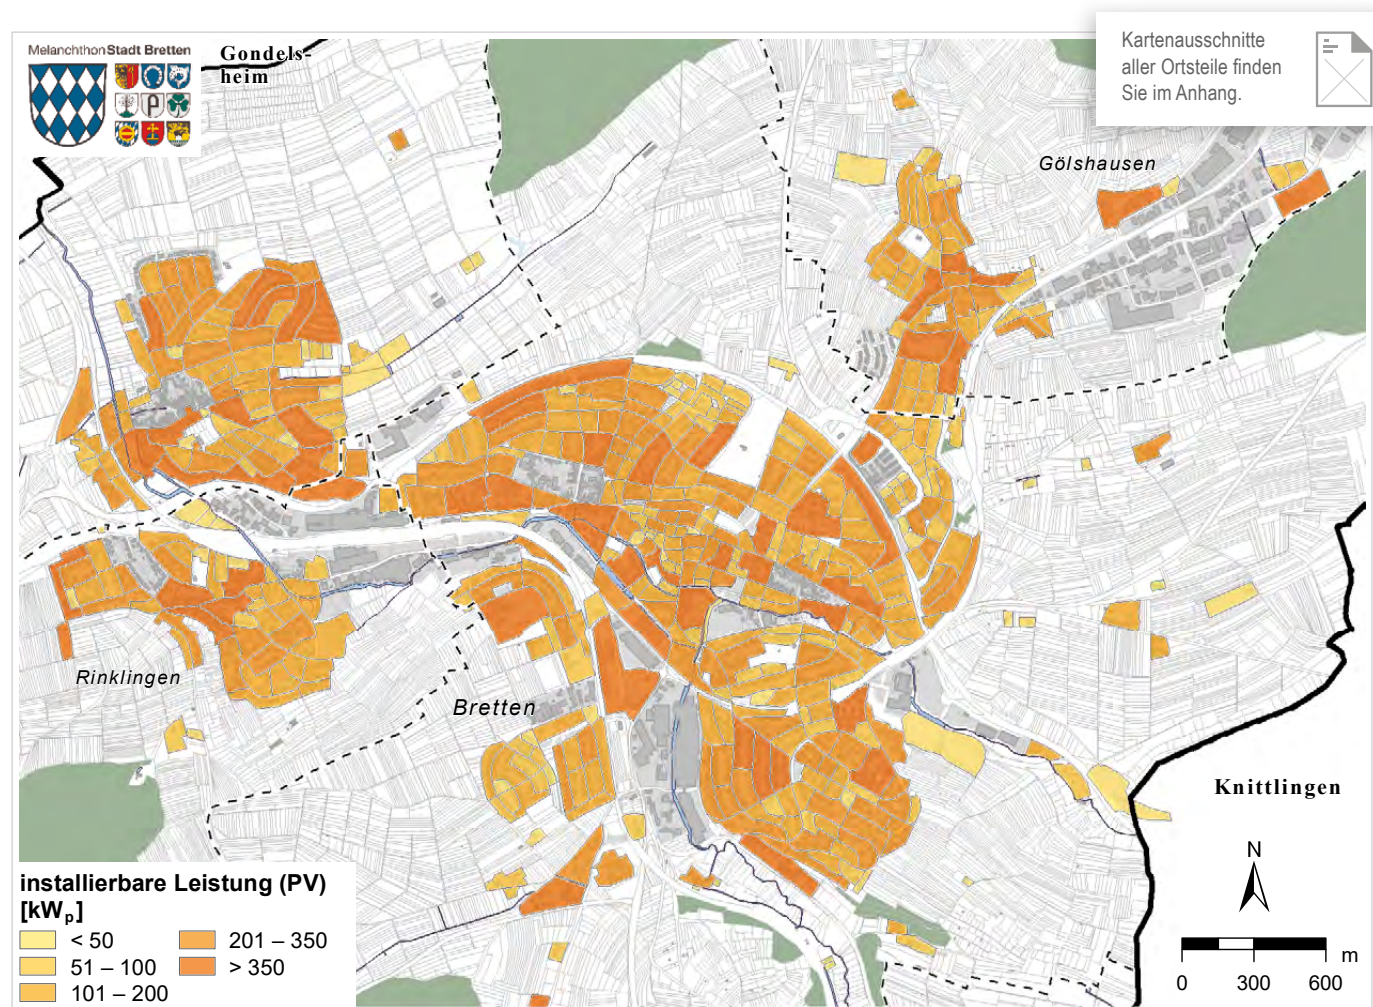 Melanchthon Stadt Bretten
Gondels-
heim
Kartenausschnitte
aller Ortsteile finden
Sie im Anhang.
Gölshausen
Rinklingen
Bretten
Knittlingen
installierbare Leistung (PV)
[kWp]
< 50
51 – 100
101 – 200
201 – 350
> 350
N
m
0 300 600